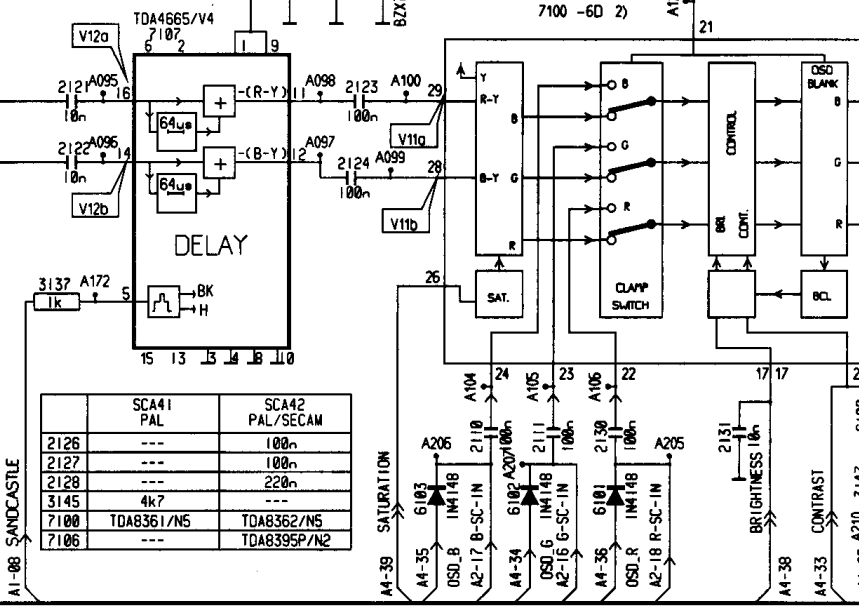 TDA4665/V4
7107
7100 -6D 2)
21
V12a
6
2
1
9
2121
A095
16
10n
64us
+
-(R-Y)
11
A098
2123
100n
A100
29
V11a
2122
A096
14
10n
64us
+
-(B-Y)
12
A097
2124
100n
A099
28
V11b
V12b
DELAY
Y
R-Y
B
B-Y
G
R
SAT.
26
B
G
R
CLAMP
SWITCH
CONTROL
BRI
CONT.
OSD
BLANK
B
G
R
BCL
3137
1k
A172
5
BK
H
15
13
3
4
8
10
A104
24
A105
23
A106
22
17
17
2
SCA41
PAL
SCA42
PAL/SECAM
2126
---
100n
2127
---
100n
2128
---
220n
3145
4k7
---
7100
TDA8361/N5
TDA8362/N5
7106
---
TDA8395P/N2
A1-08 SANDCASTLE
A4-39 SATURATION
A206
2110
100n
6103
1N4148
A4-35
OSD_B
A2-17 B-SC-IN
A207
2111
100n
6102
1N4148
A4-34
OSD_G
A2-16 G-SC-IN
2130
100n
A205
6101
1N4148
A4-36
OSD_R
A2-18 R-SC-IN
2131
10n
BRIGHTNESS
A4-38
CONTRAST
A4-33